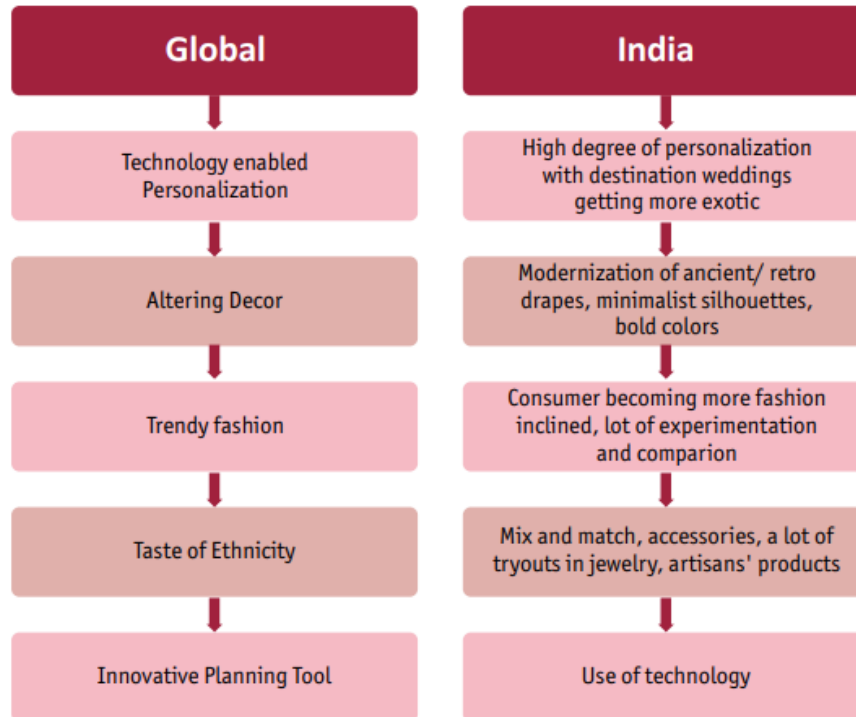 Global
Technology enabled
Personalization
Altering Decor
Trendy fashion
Taste of Ethnicity
Innovative Planning Tool
India
High degree of personalization
with destination weddings
getting more exotic
Modernization of ancient/ retro
drapes, minimalist silhouettes,
bold colors
Consumer becoming more fashion
inclined, lot of experimentation
and comparion
Mix and match, accessories, a lot of
tryouts in jewelry, artisans' products
Use of technology